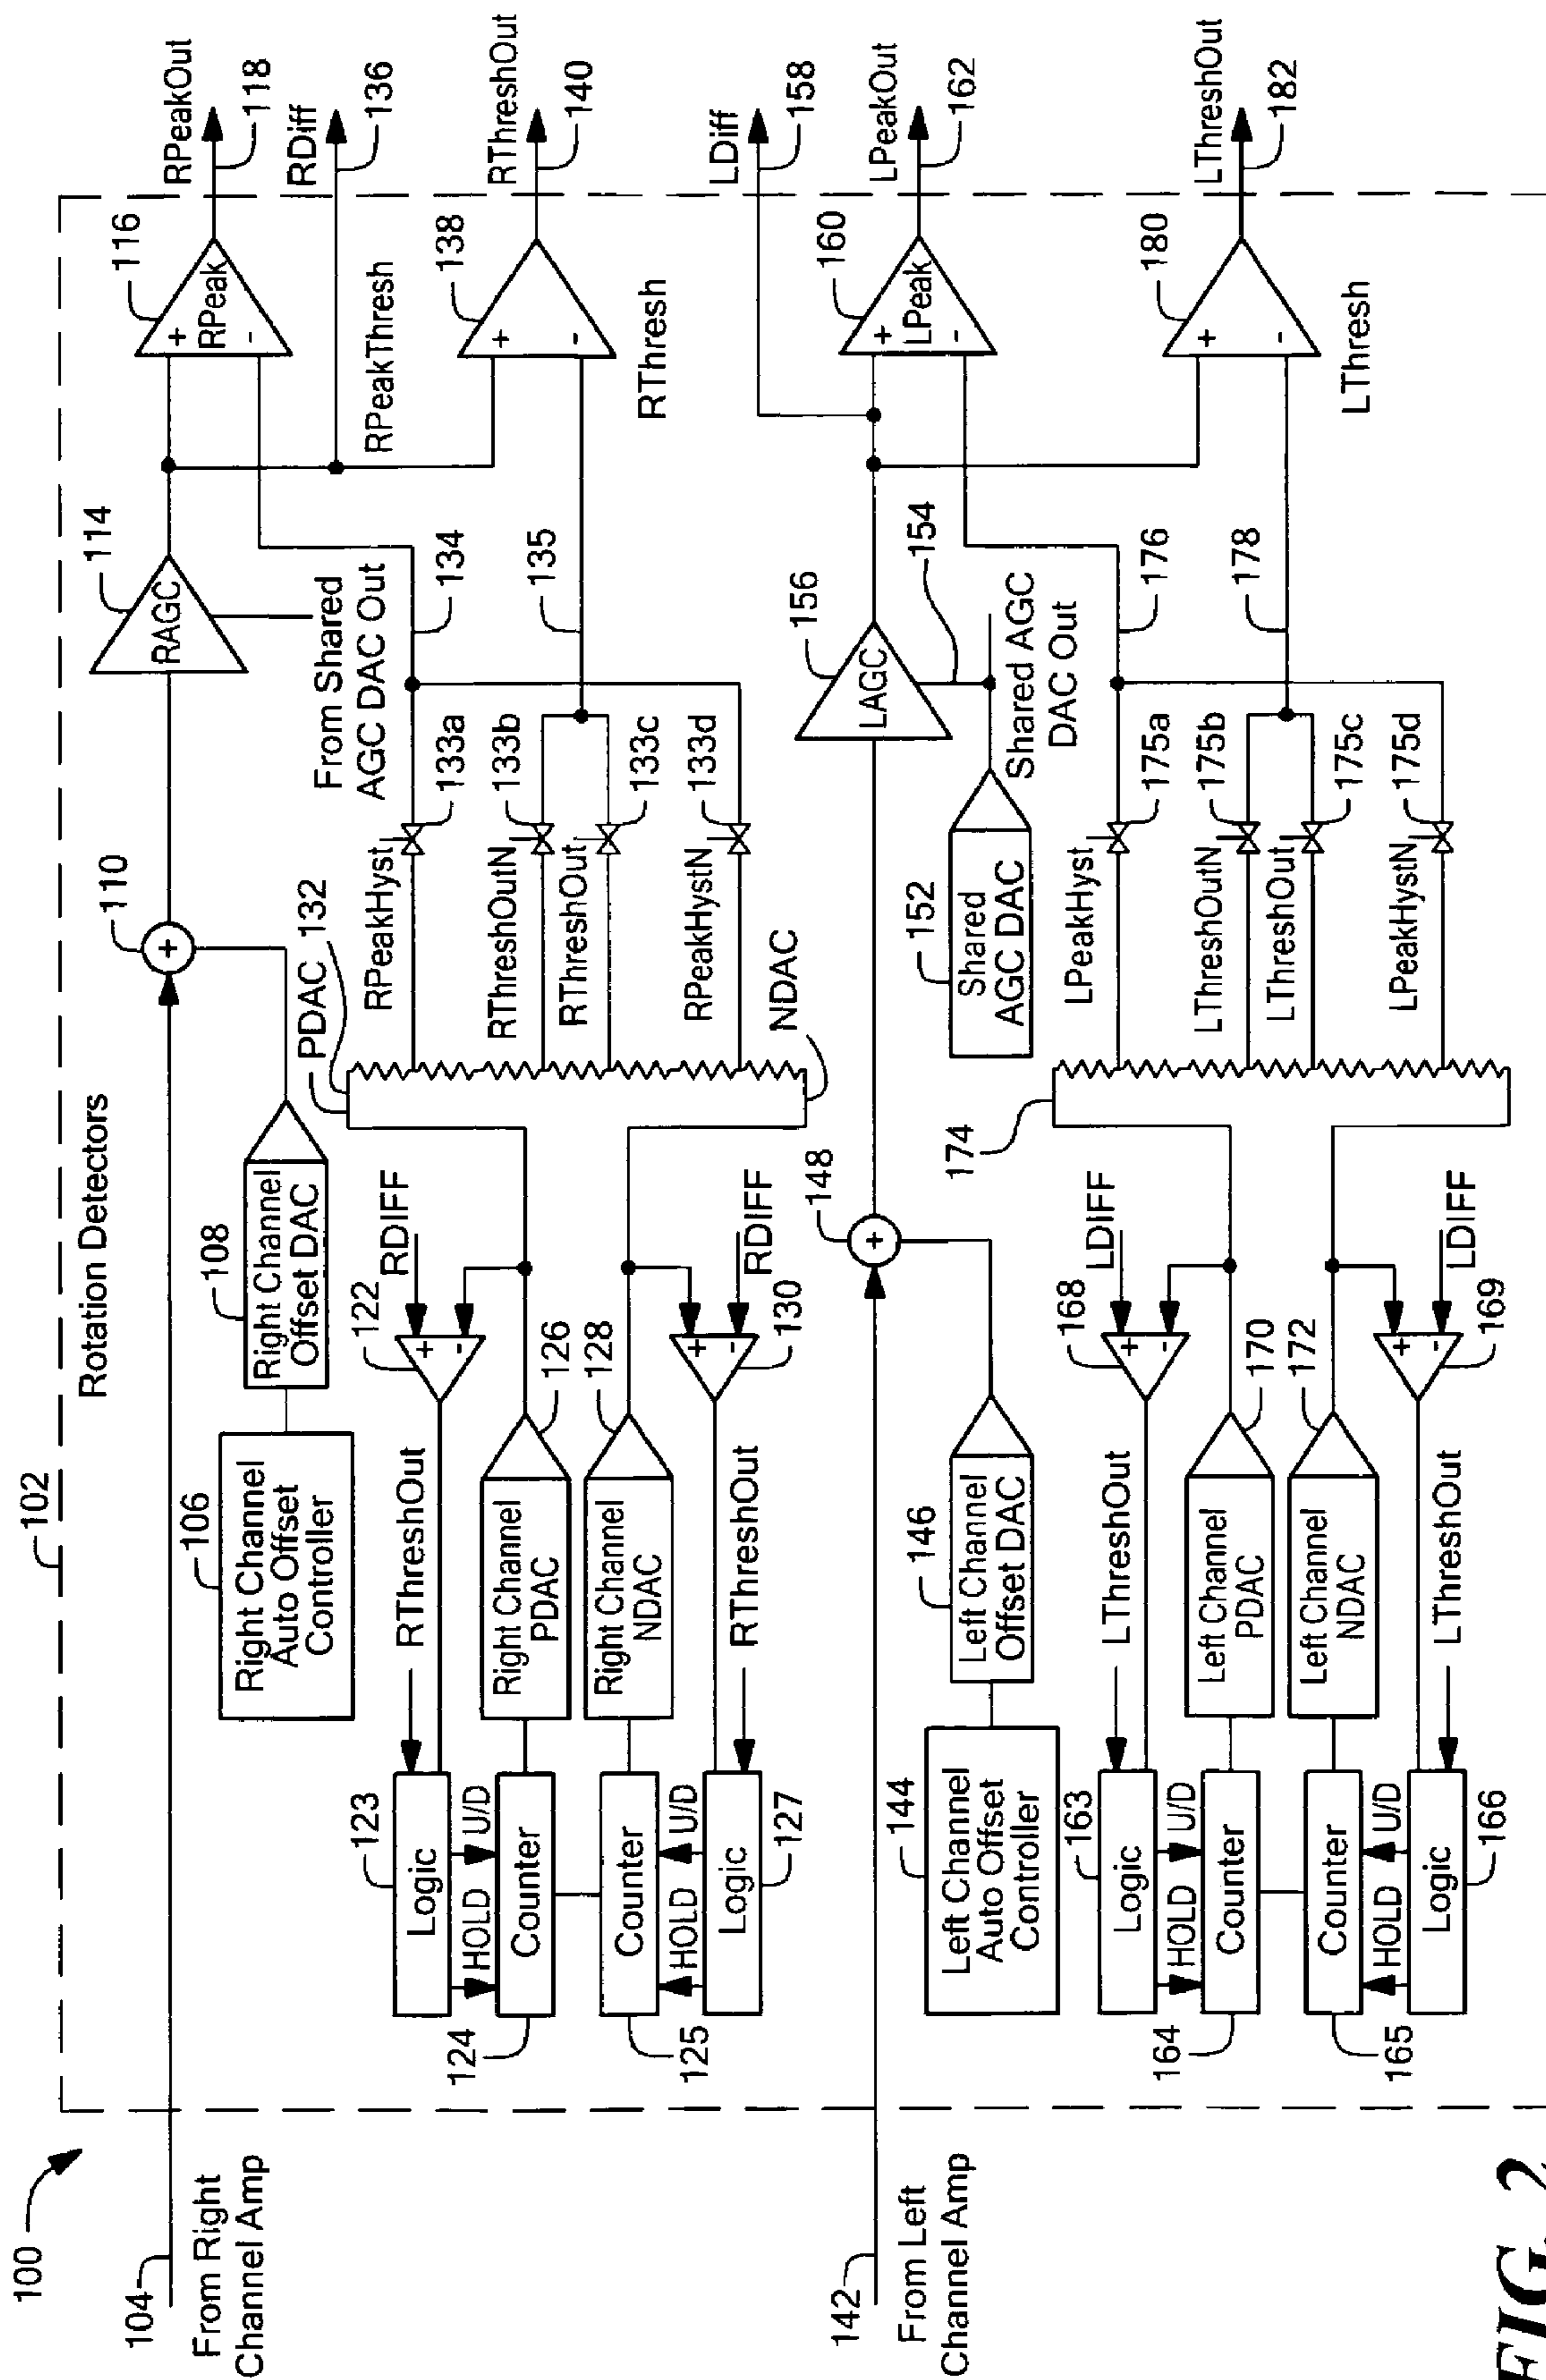 100
102
Rotation Detectors
104
From Right
Channel Amp
106
Right Channel
Auto Offset
Controller
108
Right Channel
Offset DAC
110
+
114
RAGC
From Shared
AGC DAC Out
116
+
RPeak
-
RPeakOut
118
RDiff
136
RPeakThresh
138
+
-
RThresh
RThreshOut
140
123
Logic
RThreshOut
HOLD
U/D
124
Counter
125
Counter
HOLD
U/D
Logic
127
RThreshOut
122
+
-
RDIFF
Right Channel
PDAC
126
Right Channel
NDAC
128
+
-
130
RDIFF
PDAC
132
NDAC
RPeakHyst
133a
RThreshOutN
133b
RThreshOut
133c
RPeakHystN
133d
134
135
142
From Left
Channel Amp
144
Left Channel
Auto Offset
Controller
146
Left Channel
Offset DAC
148
+
152
Shared
AGC DAC
Shared AGC
DAC Out
154
156
LAGC
LDiff
158
160
+
LPeak
-
LPeakOut
162
180
+
-
LThresh
LThreshOut
182
163
Logic
LThreshOut
HOLD
U/D
164
Counter
165
Counter
HOLD
U/D
Logic
166
LThreshOut
168
+
-
LDIFF
Left Channel
PDAC
170
Left Channel
NDAC
172
+
-
169
LDIFF
174
LPeakHyst
175a
LThreshOutN
175b
LThreshOut
175c
LPeakHystN
175d
176
178
FIG. 2